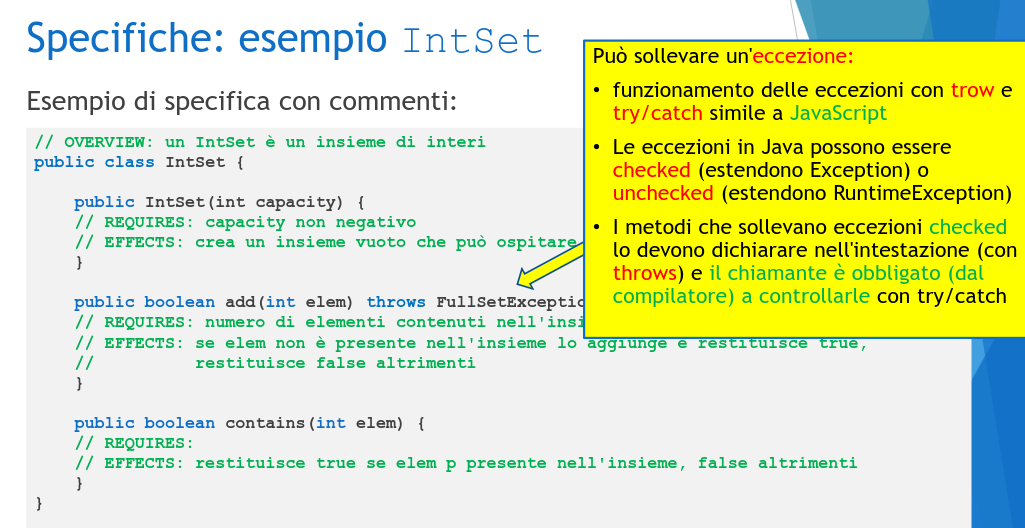 Specifiche: esempio IntSet
Esempio di specifica con commenti:
// OVERVIEW: un IntSet è un insieme di interi
public class IntSet {
public IntSet(int capacity) {
// REQUIRES: capacity non negativo
// EFFECTS: crea un insieme vuoto che può ospitare
}
public boolean add(int elem) throws
// REQUIRES: numero di elementi contenuti
// EFFECTS: se elem non è presente nell'insieme lo aggiunge e restituisce true,
// restituisce false altrimenti
}
public boolean contains(int elem) {
// REQUIRES:
// EFFECTS: restituisce true se elem p presente nell'insieme, false altrimenti
}
}
Può sollevare un'eccezione:
• funzionamento delle eccezioni con trow e
try/catch simile a JavaScript
• Le eccezioni in Java possono essere
checked (estendono Exception) o
unchecked (estendono RuntimeException)
• I metodi che sollevano eccezioni checked
lo devono dichiarare nell'intestazione (con
throws) e il chiamante è obbligato (dal
compilatore) a controllarle con try/catch